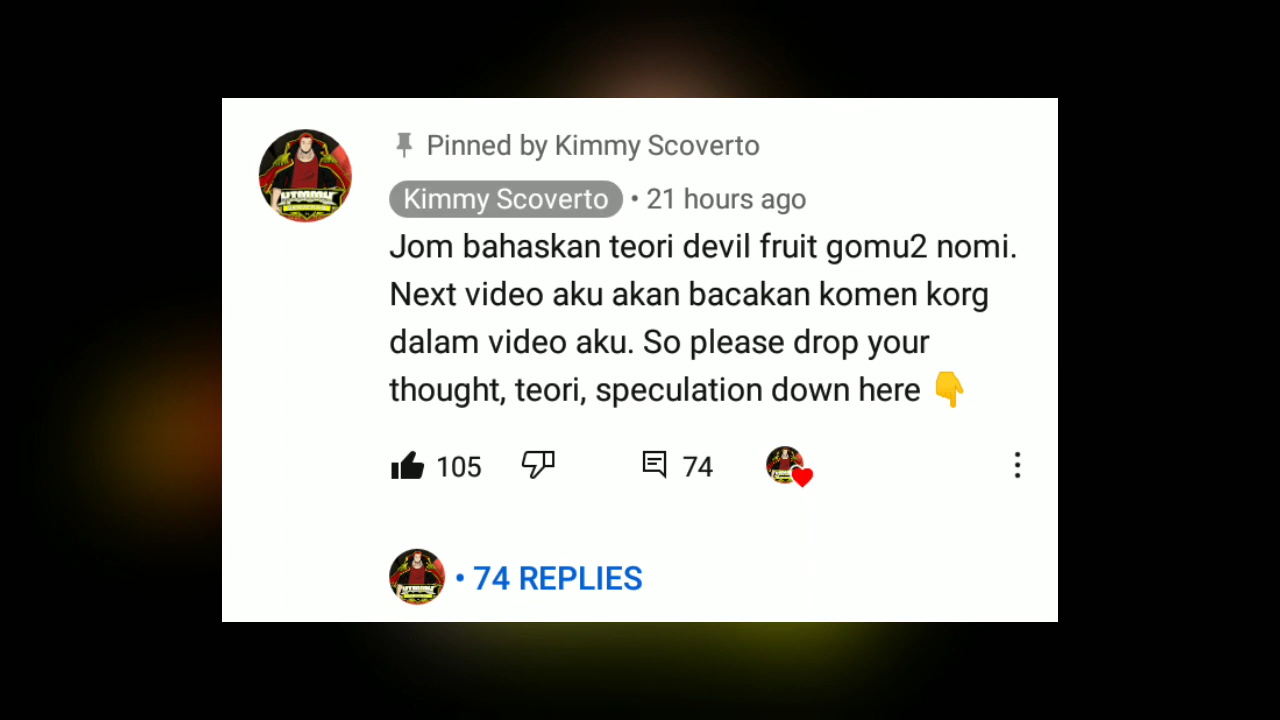 Pinned by Kimmy Scoverto
Kimmy Scoverto • 21 hours ago
Jom bahaskan teori devil fruit gomu2 nomi.
Next video aku akan bacakan komen korg
dalam video aku. So please drop your
thought, teori, speculation down here 👇
105 74
• 74 REPLIES